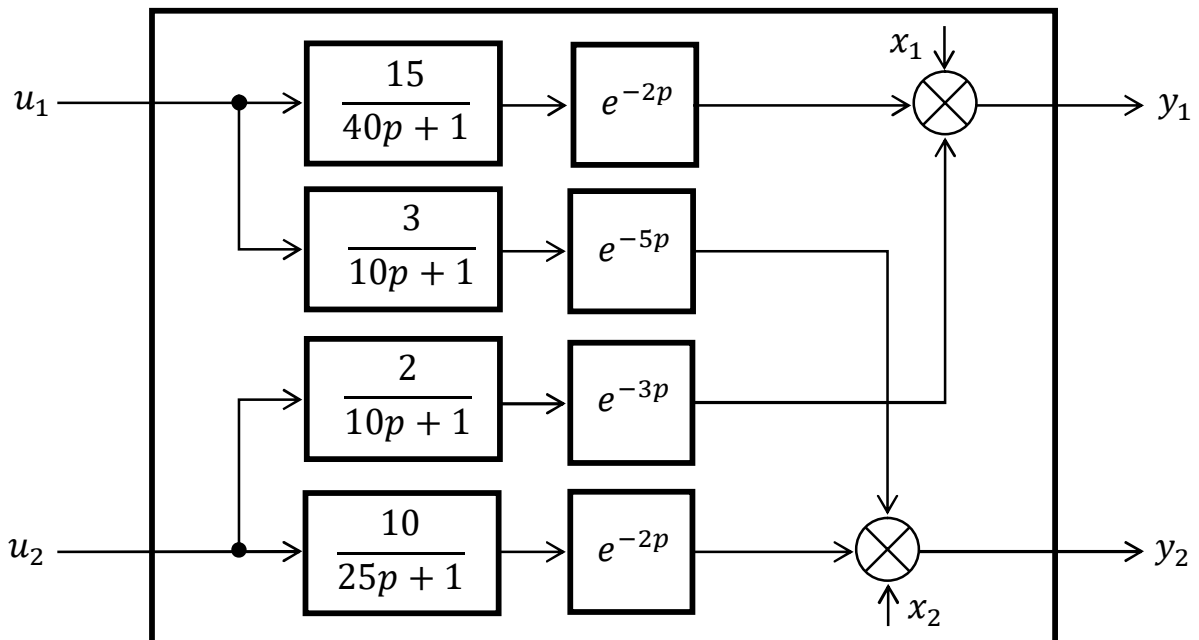 x₁
u₁
15
40p + 1
e⁻²ᵖ
y₁
3
10p + 1
e⁻⁵ᵖ
2
10p + 1
e⁻³ᵖ
u₂
10
25p + 1
e⁻²ᵖ
y₂
x₂